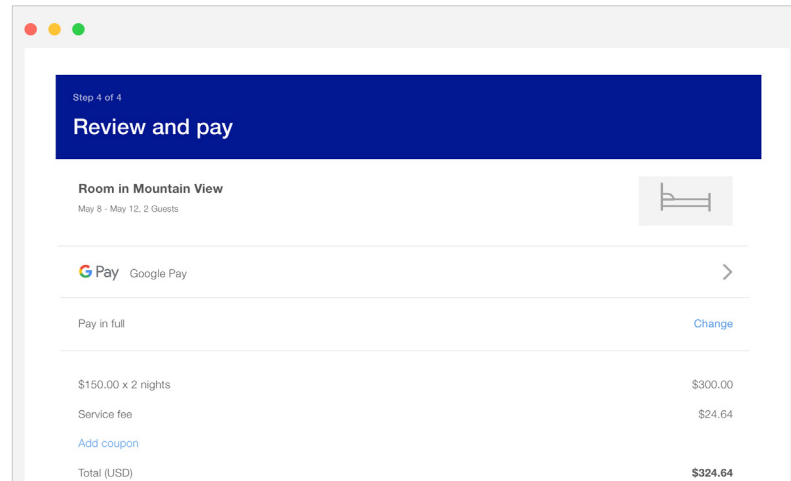 Step 4 of 4
Review and pay
Room in Mountain View
May 8 - May 12, 2 Guests
G Pay Google Pay
Pay in full Change
$150.00 x 2 nights $300.00
Service fee $24.64
Add coupon
Total (USD) $324.64